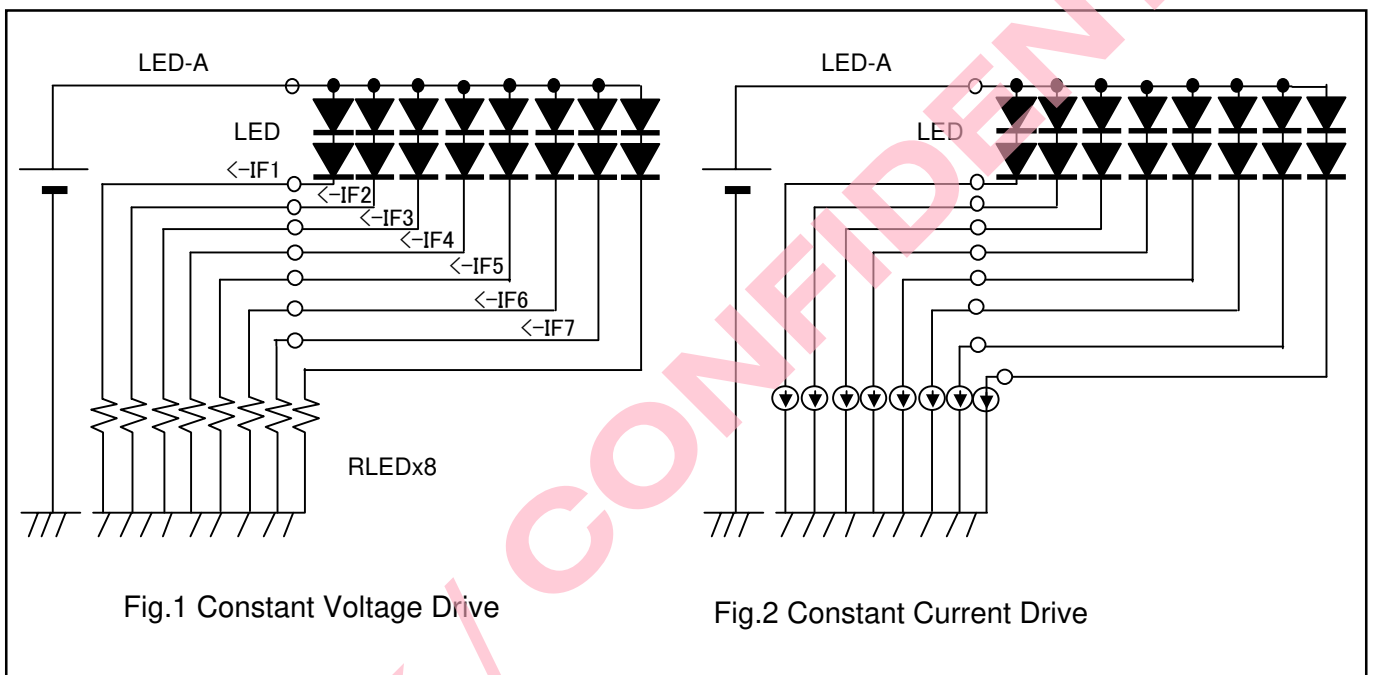 LED-A
LED
<-IF1
<-IF2
<-IF3
<-IF4
<-IF5
<-IF6
<-IF7
RLEDx8
Fig.1 Constant Voltage Drive
LED-A
LED
Fig.2 Constant Current Drive
/ CONFIDENT